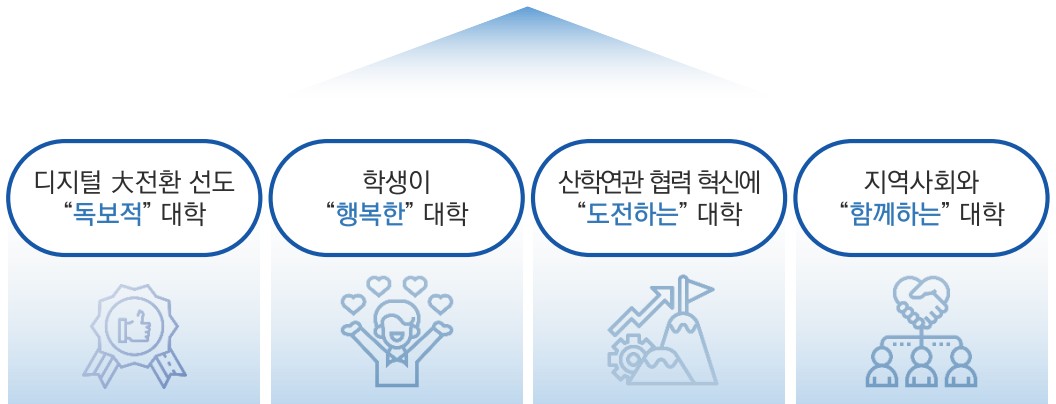 디지털 大전환 선도
“독보적” 대학
학생이
“행복한” 대학
산학연관 협력 혁신에
“도전하는” 대학
지역사회와
“함께하는” 대학